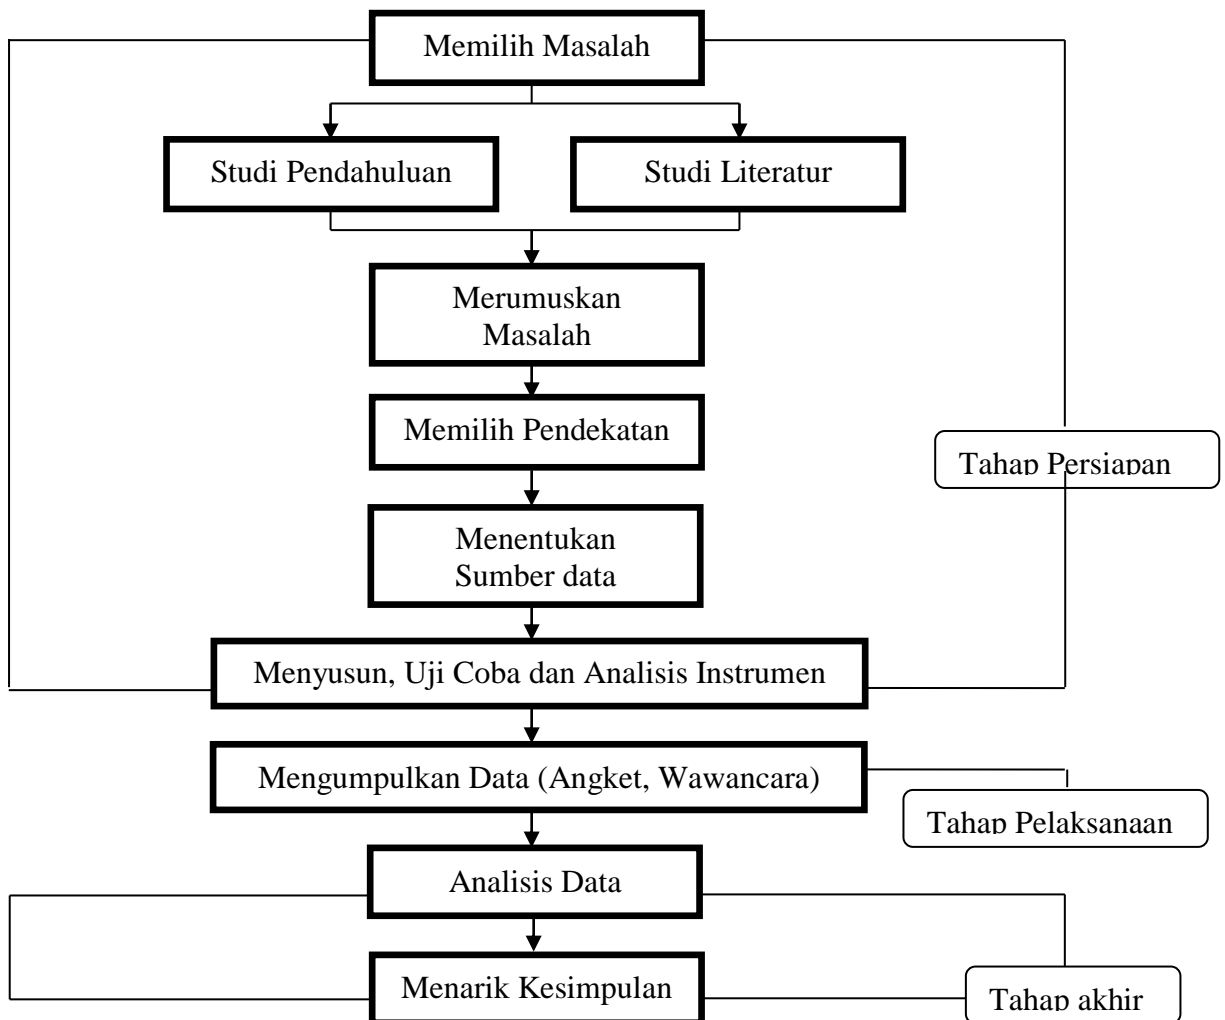 Memilih Masalah
Studi Pendahuluan
Studi Literatur
Merumuskan
Masalah
Memilih Pendekatan
Tahap Persiapan
Menentukan
Sumber data
Menyusun, Uji Coba dan Analisis Instrumen
Mengumpulkan Data (Angket, Wawancara)
Tahap Pelaksanaan
Analisis Data
Menarik Kesimpulan
Tahap akhir